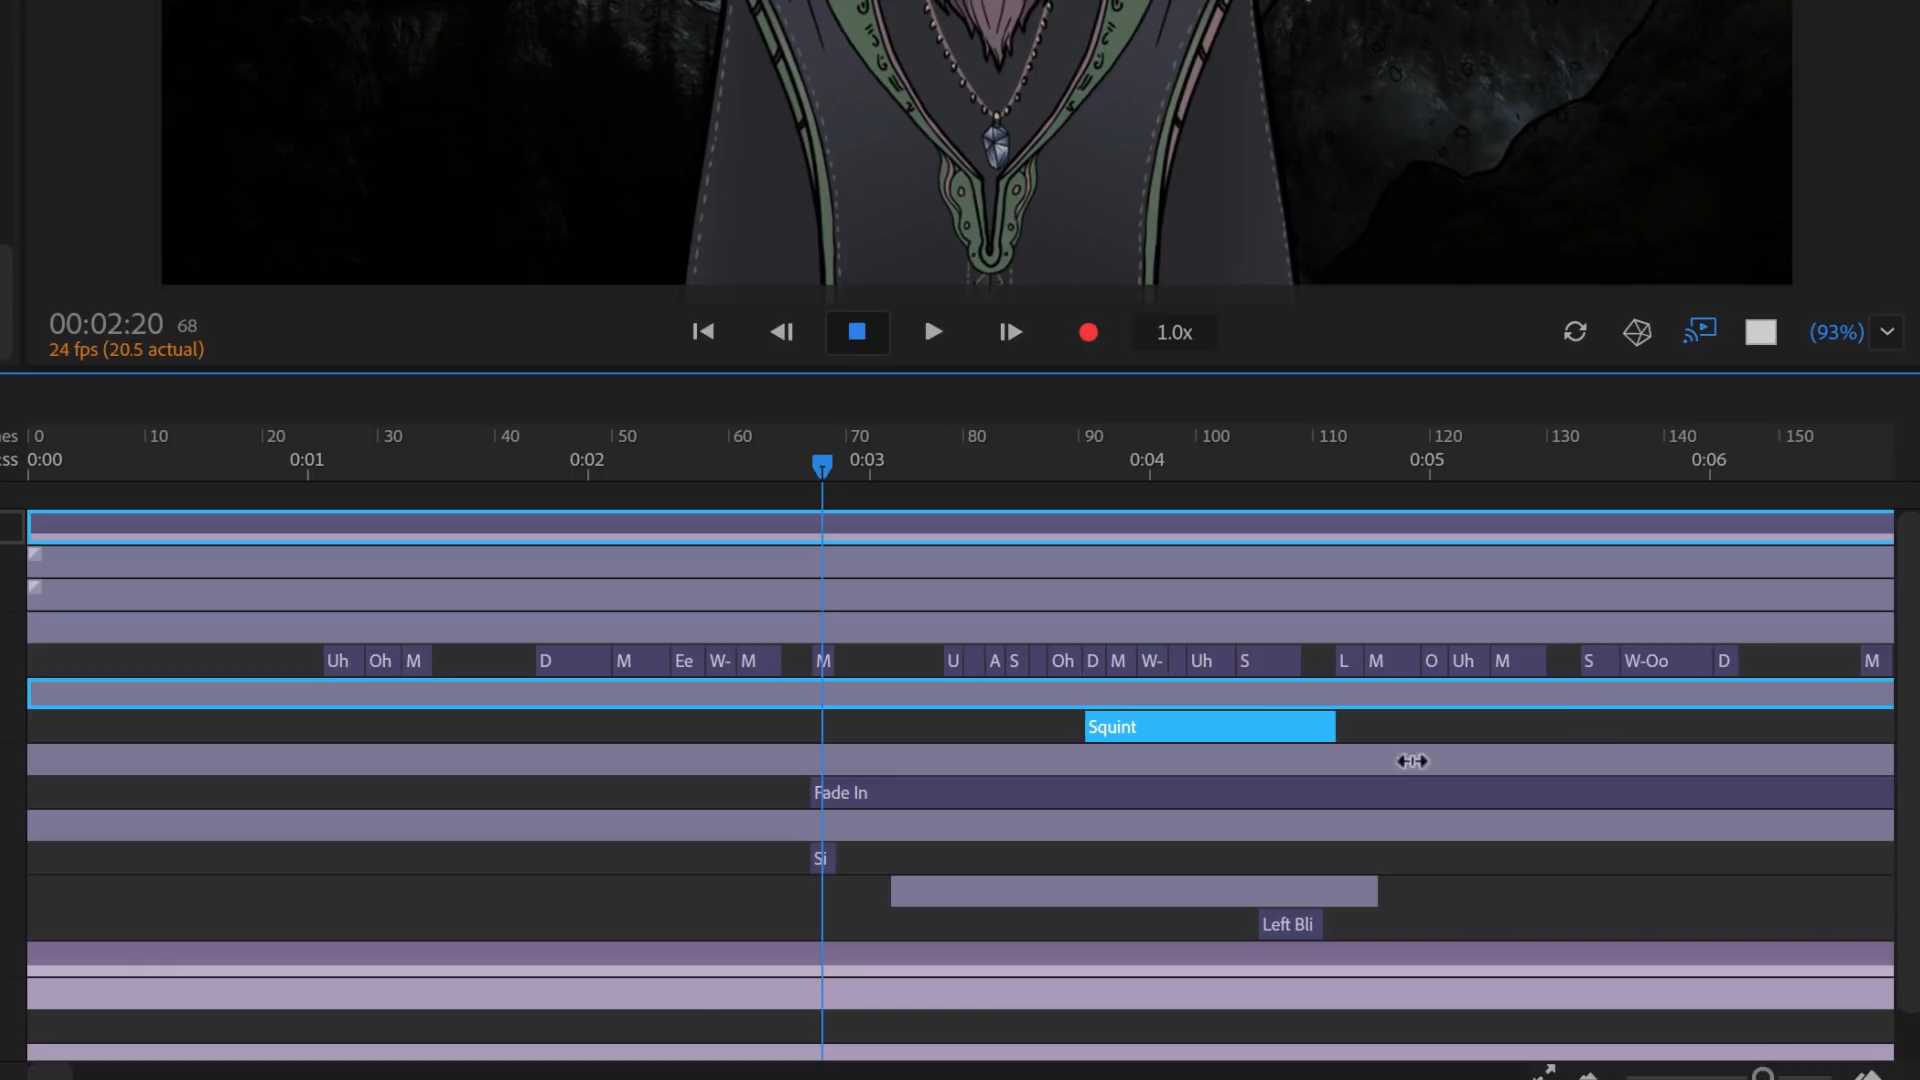 00:02:20 68
24 fps (20.5 actual)
1.0x
(93%)
es 0 10 20 30 40 50 60 70 80 90 100 110 120 130 140 150
ss 0:00 0:01 0:02 0:03 0:04 0:05 0:06
Uh Oh M D M Ee W- M M U A S Oh D M W- Uh S L M O Uh M S W-Oo D M
Squint
Fade In
Si
Left Bli